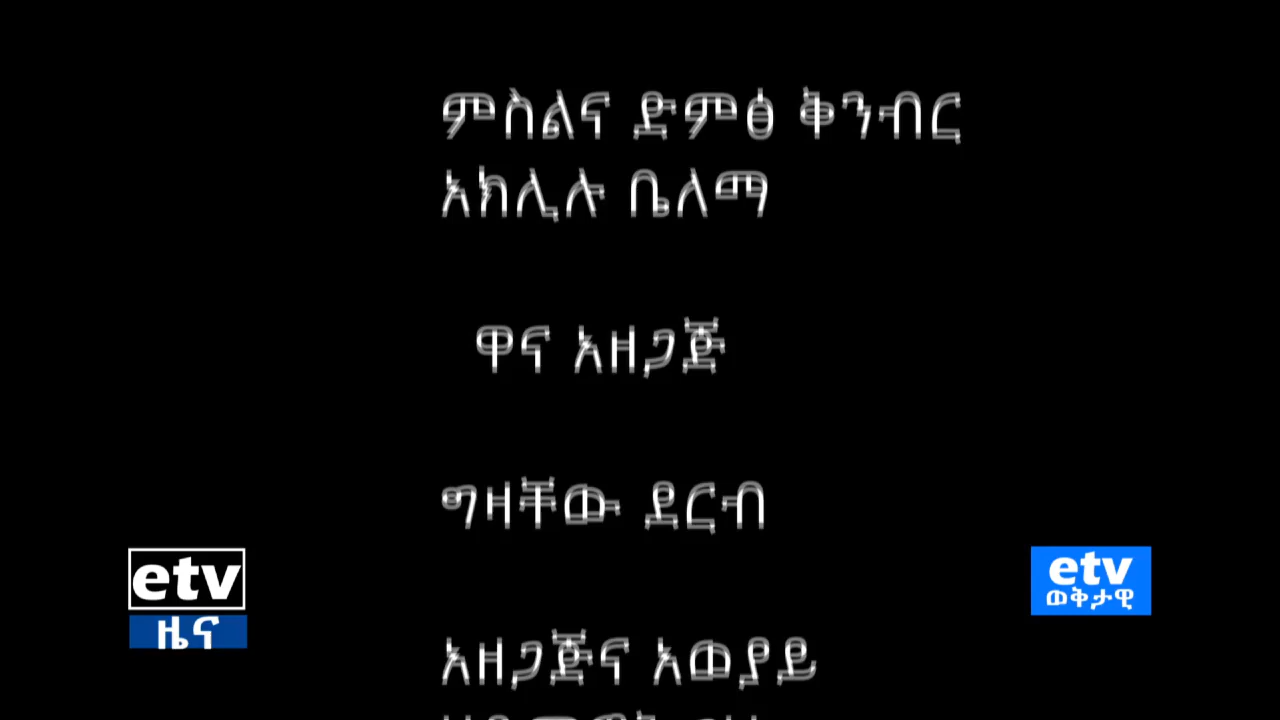 ምስልና ድምፅ ቅንብር
አክሊሉ ቤለማ
ዋና አዘጋጅ
ግዛቸው ደርብ
etv
ዜና
etv
ወቅታዊ
አዘጋጅና አወያይ